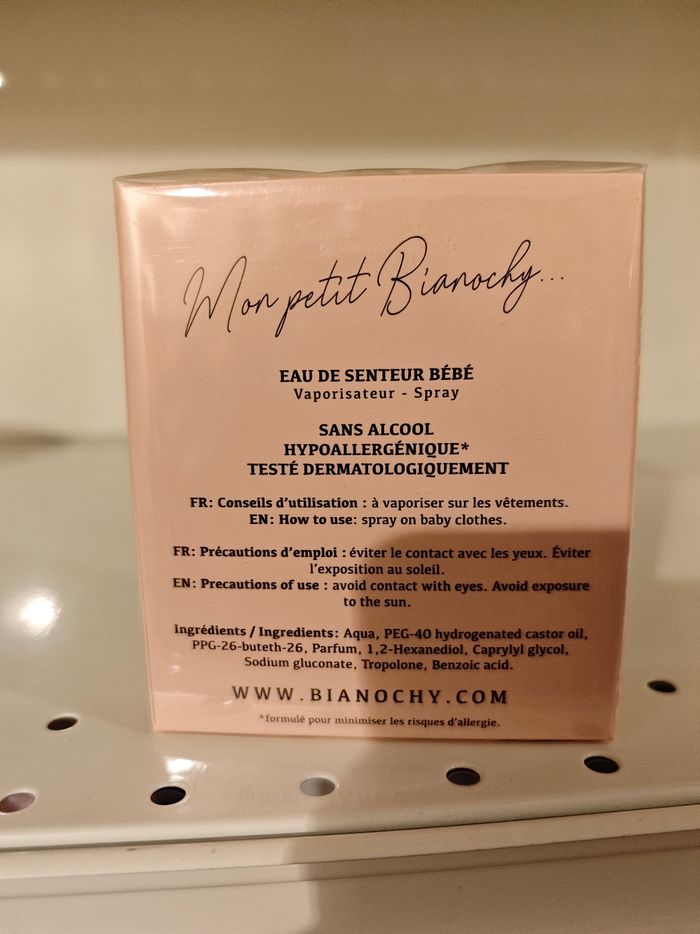 Mon petit Bianochy...
EAU DE SENTEUR BÉBÉ
Vaporisateur - Spray
SANS ALCOOL
HYPOALLERGÉNIQUE*
TESTÉ DERMATOLOGIQUEMENT
FR: Conseils d'utilisation : à vaporiser sur les vêtements.
EN: How to use: spray on baby clothes.
FR: Précautions d'emploi : éviter le contact avec les yeux. Éviter
l'exposition au soleil.
EN: Precautions of use : avoid contact with eyes. Avoid exposure
to the sun.
Ingrédients / Ingredients: Aqua, PEG-40 hydrogenated castor oil,
PPG-26-buteth-26, Parfum, 1,2-Hexanediol, Caprylyl glycol,
Sodium gluconate, Tropolone, Benzoic acid.
WWW.BIANOCHY.COM
*formulé pour minimiser les risques d'allergie.